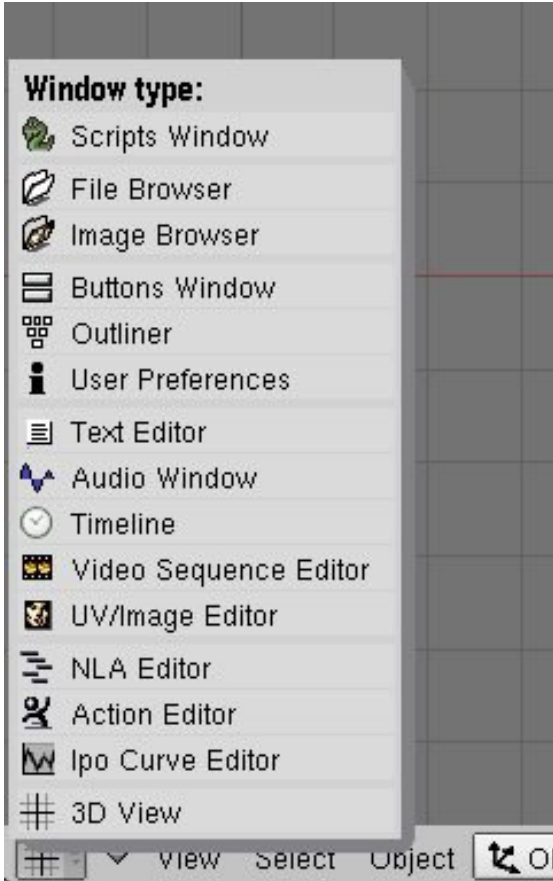 Window type:
Scripts Window
File Browser
Image Browser
Buttons Window
Outliner
User Preferences
Text Editor
Audio Window
Timeline
Video Sequence Editor
UV/Image Editor
NLA Editor
Action Editor
Ipo Curve Editor
3D View
View Select Object